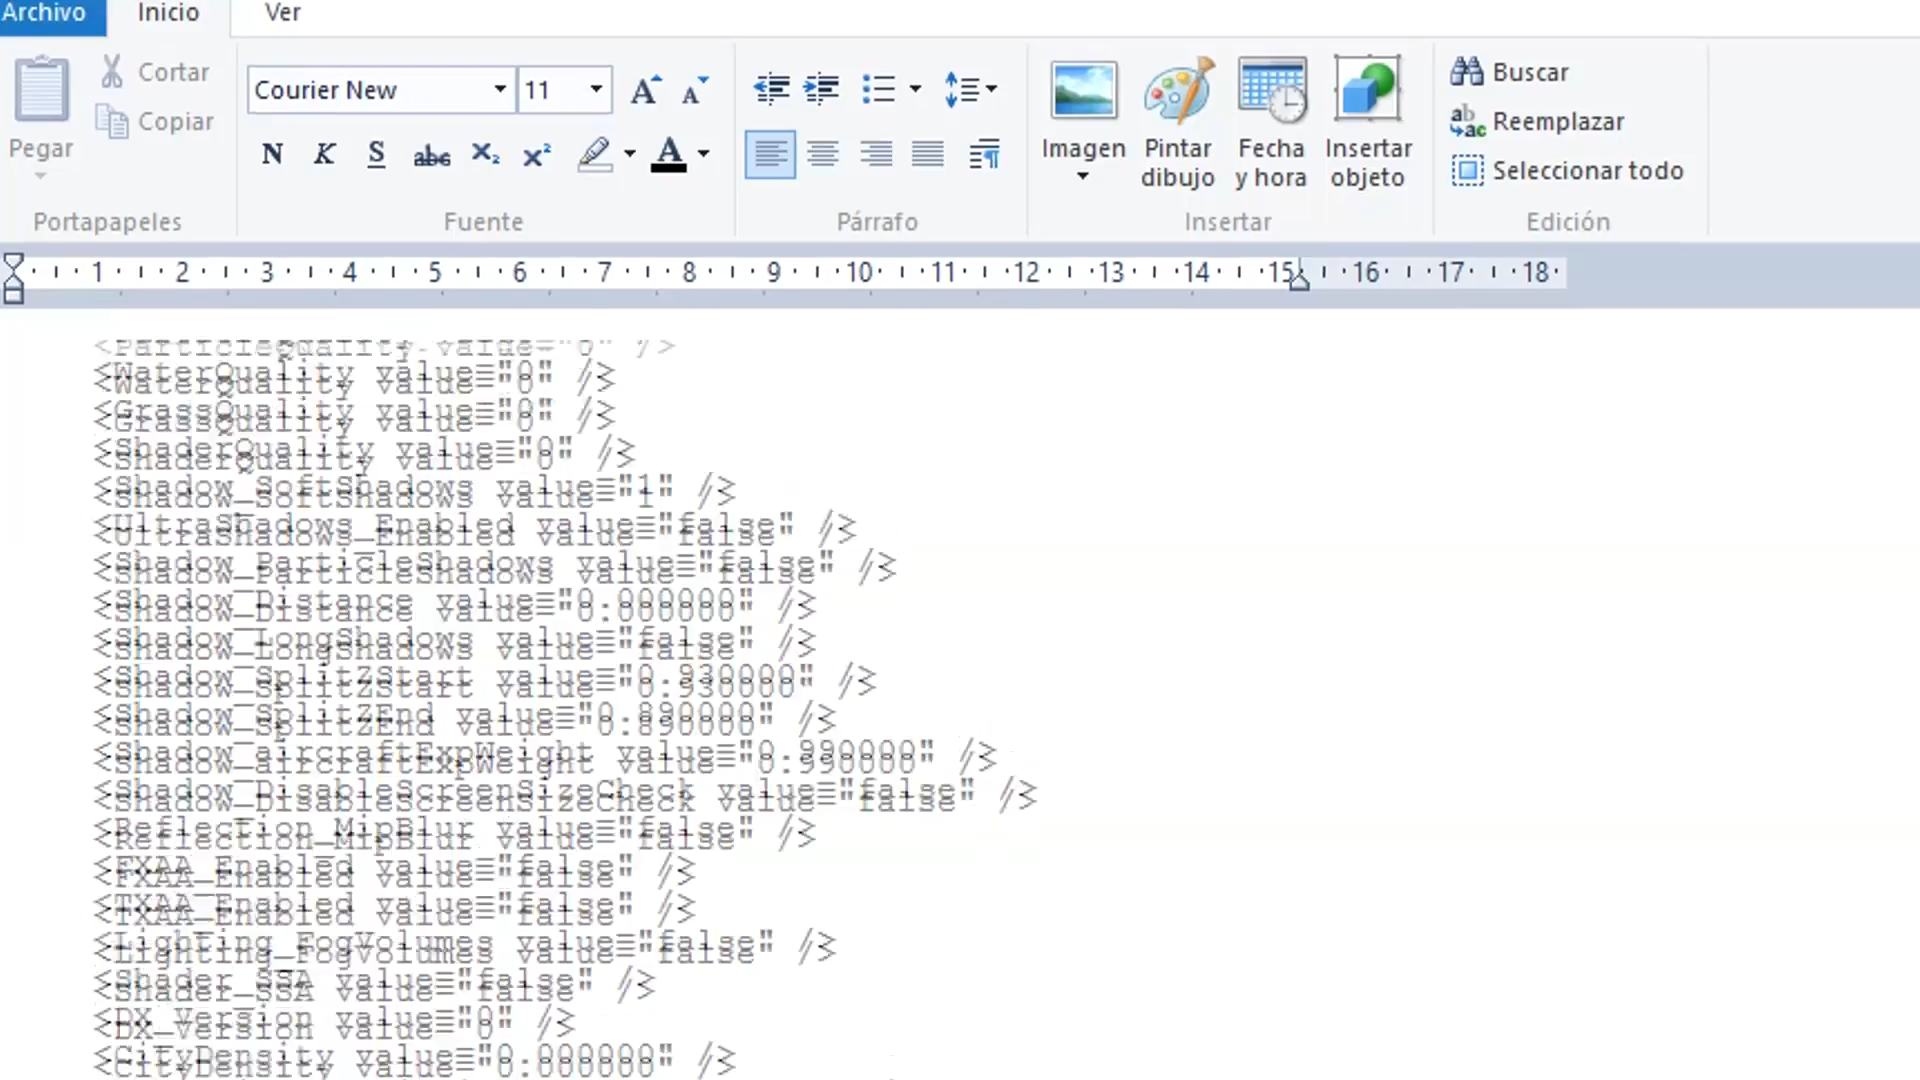 Archivo Inicio Ver
Cortar
Copiar
Pegar
Portapapeles
Courier New 11
N K S abc X₂ X² A
Fuente
Párrafo
Imagen Pintar dibujo Fecha y hora Insertar objeto
Insertar
Buscar
Reemplazar
Seleccionar todo
Edición
1 2 3 4 5 6 7 8 9 10 11 12 13 14 15 16 17 18
<ParticleQuality value="0" />
<WaterQuality value="0" />
<GrassQuality value="0" />
<ShaderQuality value="0" />
<Shadow_SoftShadows value="1" />
<UltraShadows_Enabled value="false" />
<Shadow_ParticleShadows value="false" />
<Shadow_Distance value="0.000000" />
<Shadow_LongShadows value="false" />
<Shadow_SplitZStart value="0.930000" />
<Shadow_SplitZEnd value="0.890000" />
<Shadow_aircraftExpWeight value="0.990000" />
<Shadow_DisableScreenSizeCheck value="false" />
<Reflection_MipBlur value="false" />
<FXAA_Enabled value="false" />
<TXAA_Enabled value="false" />
<Lighting_FogVolumes value="false" />
<Shader_SSA value="false" />
<DX_Version value="0" />
<CityDensity value="0.000000" />